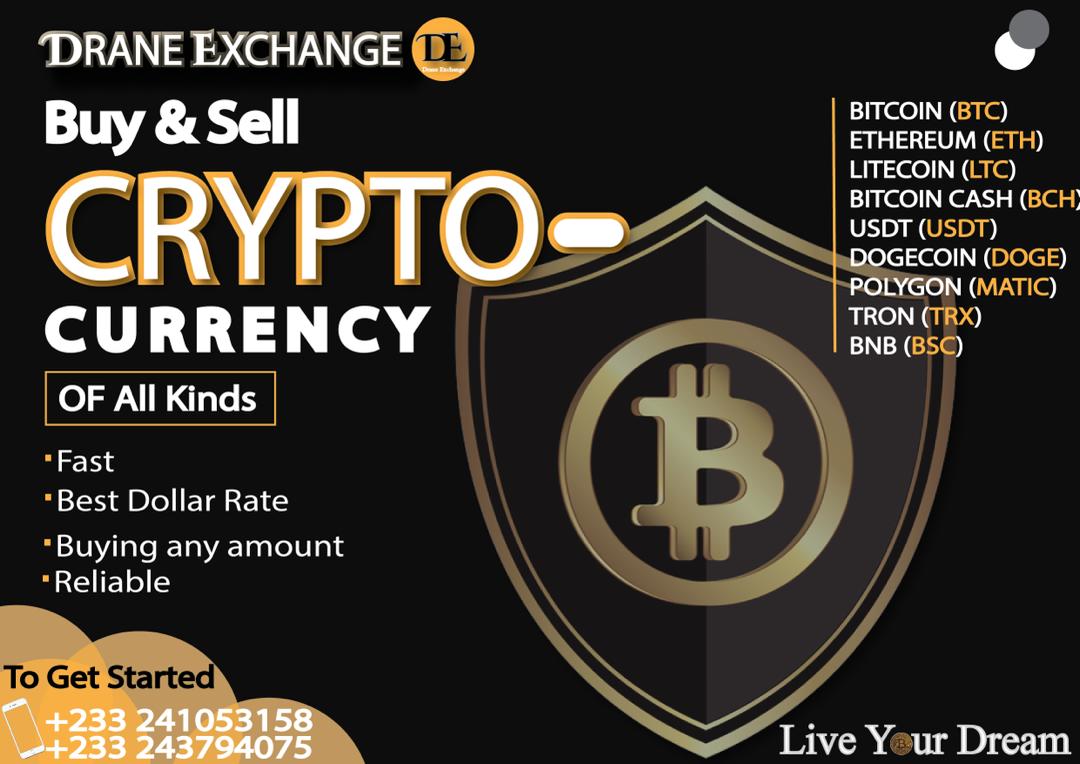 DRANE EXCHANGE
DE
Drane Exchange
Buy & Sell
CRYPTO-
CURRENCY
OF All Kinds
Fast
Best Dollar Rate
Buying any amount
Reliable
BITCOIN (BTC)
ETHEREUM (ETH)
LITECOIN (LTC)
BITCOIN CASH (BCH)
USDT (USDT)
DOGECOIN (DOGE)
POLYGON (MATIC)
TRON (TRX)
BNB (BSC)
To Get Started
+233 241053158
+233 243794075
Live Your Dream